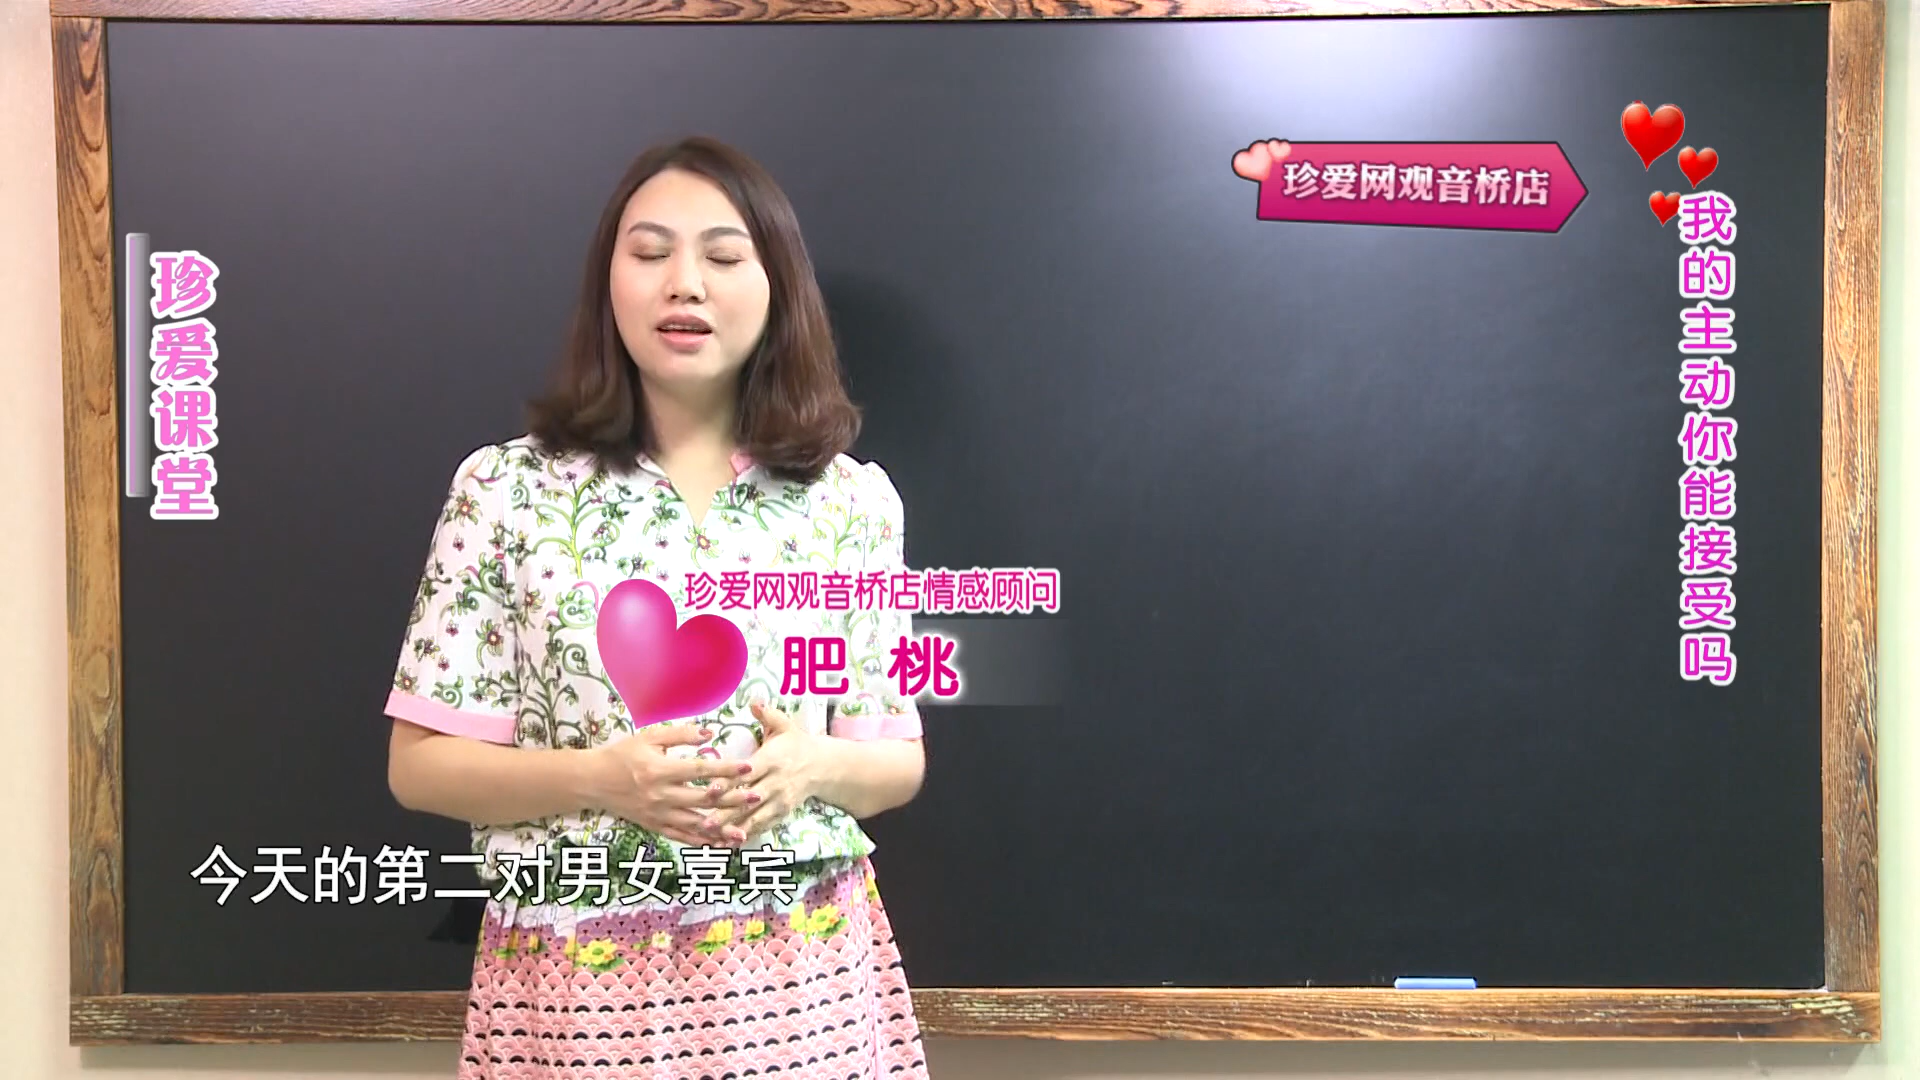 珍爱网观音桥店
我的主动你能接受吗
珍爱课堂
珍爱网观音桥店情感顾问
肥桃
今天的第二对男女嘉宾